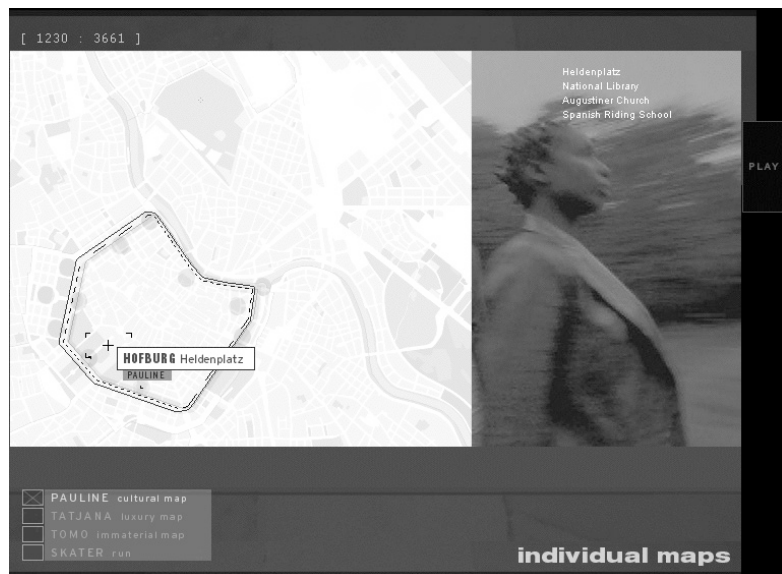 [ 1230 : 3661 ]
Heldenplatz
National Library
Augustiner Church
Spanish Riding School
PLAY
HOFBURG Heldenplatz
PAULINE
PAULINE cultural map
TATJANA luxury map
TOMO immaterial map
SKATER run
individual maps